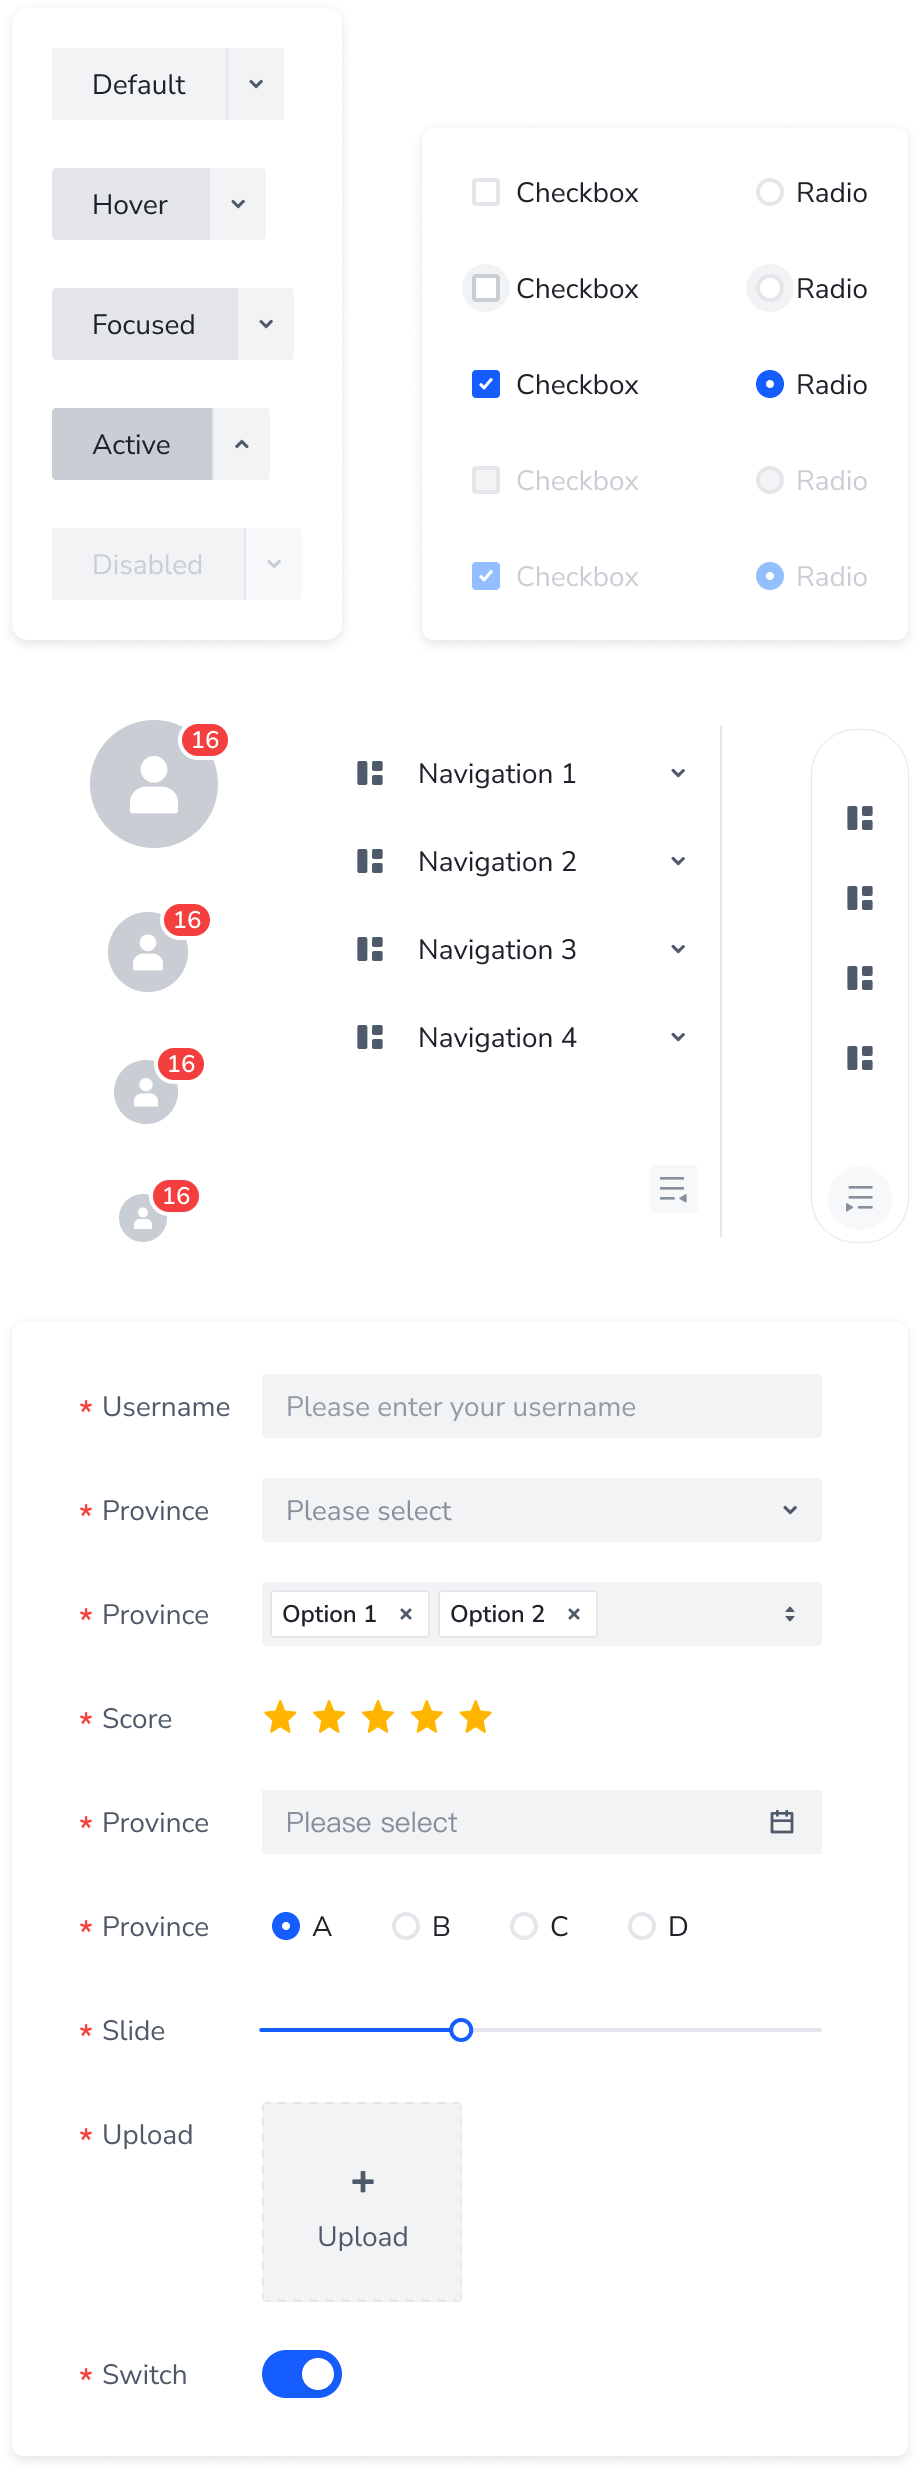 Default
Hover
Focused
Active
Disabled
Checkbox Radio
Checkbox Radio
Checkbox Radio
Checkbox Radio
Checkbox Radio
16
16
16
16
Navigation 1
Navigation 2
Navigation 3
Navigation 4
* Username Please enter your username
* Province Please select
* Province Option 1 × Option 2 ×
* Score
* Province Please select
* Province A B C D
* Slide
* Upload
+
Upload
* Switch